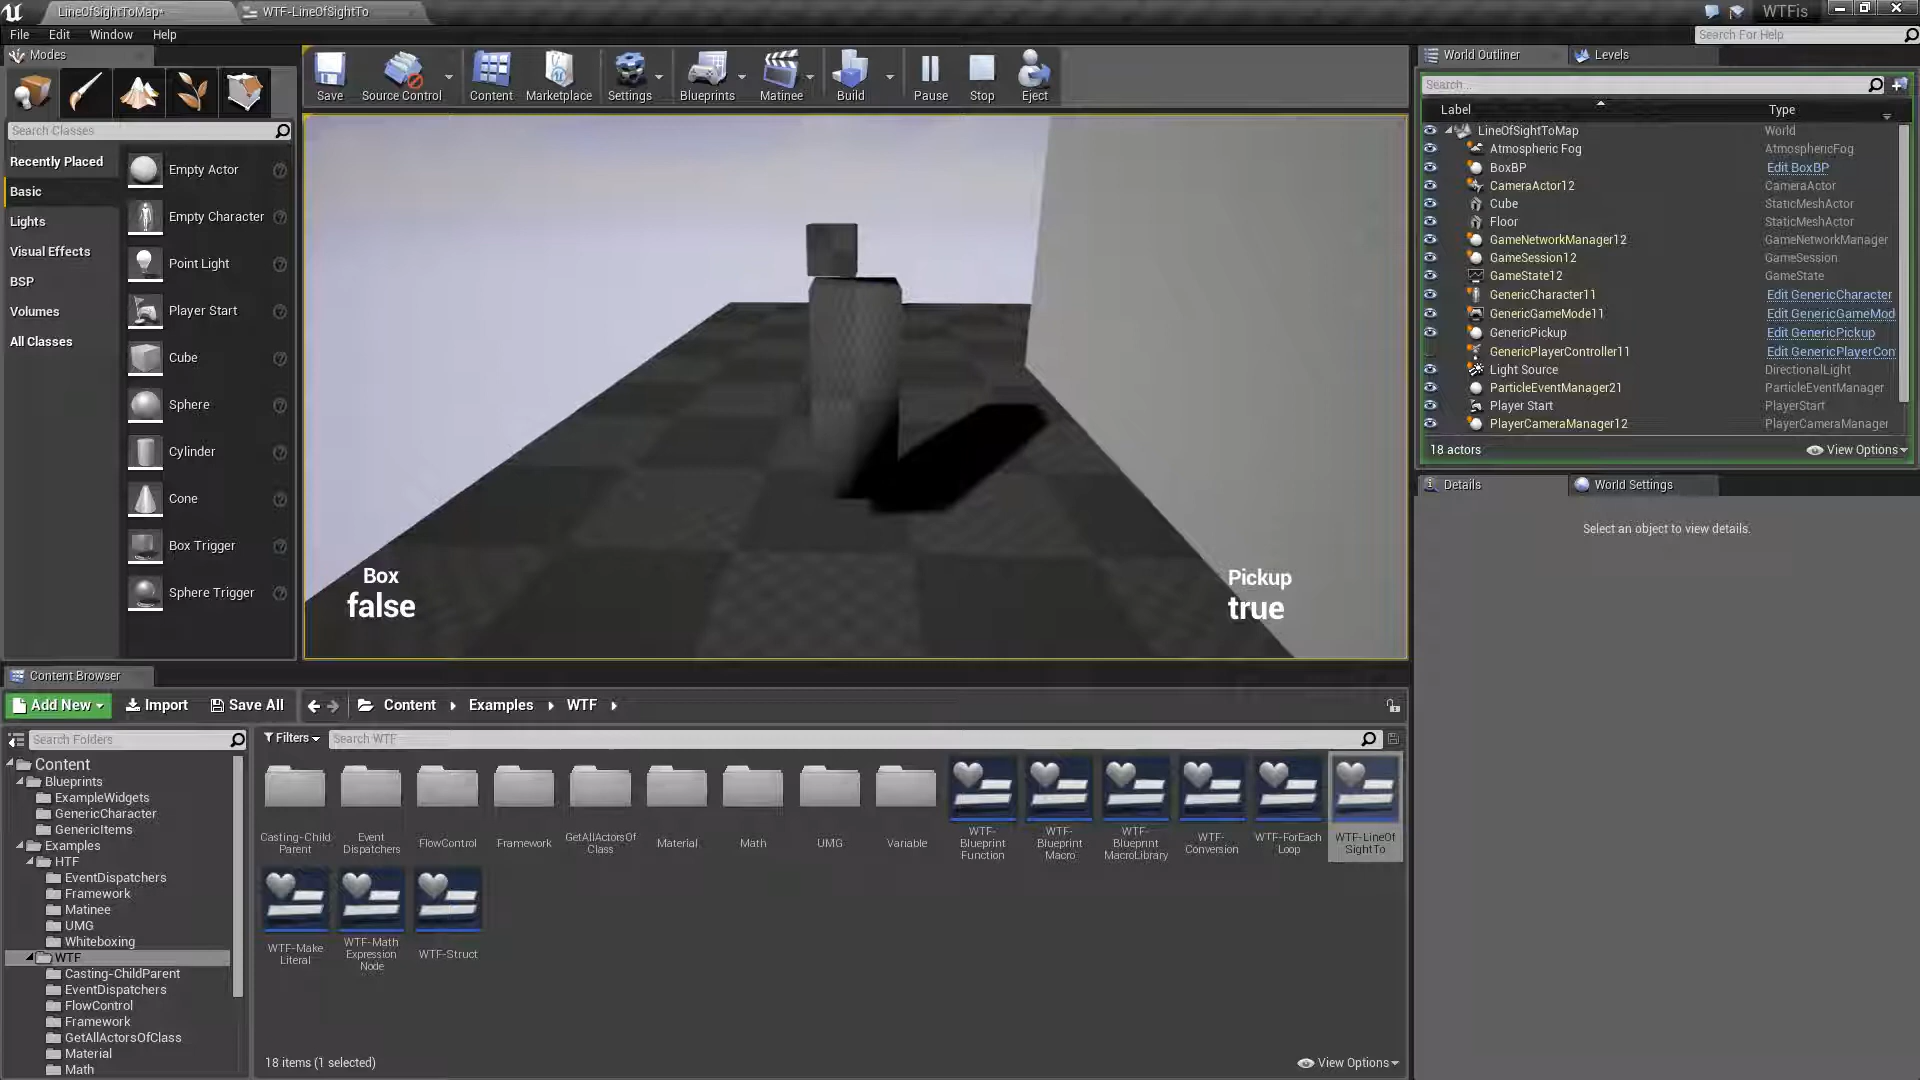 LineOfSightToMap*
WTF-LineOfSightTo
WTFis
File
Edit
Window
Help
Search For Help
Modes
Save
Source Control
Content
Marketplace
Settings
Blueprints
Matinee
Build
Pause
Stop
Eject
World Outliner
Levels
Search Classes
Search...
Recently Placed
Basic
Lights
Visual Effects
BSP
Volumes
All Classes
Empty Actor
Empty Character
Point Light
Player Start
Cube
Sphere
Cylinder
Cone
Box Trigger
Sphere Trigger
Box
false
Pickup
true
Label
Type
LineOfSightToMap
World
Atmospheric Fog
AtmosphericFog
BoxBP
Edit BoxBP
CameraActor12
CameraActor
Cube
StaticMeshActor
Floor
StaticMeshActor
GameNetworkManager12
GameNetworkManager
GameSession12
GameSession
GameState12
GameState
GenericCharacter11
Edit GenericCharacter
GenericGameMode11
Edit GenericGameMod
GenericPickup
Edit GenericPickup
GenericPlayerController11
Edit GenericPlayerCon
Light Source
DirectionalLight
ParticleEventManager21
ParticleEventManager
Player Start
PlayerStart
PlayerCameraManager12
PlayerCameraManager
18 actors
View Options
Details
World Settings
Select an object to view details.
Content Browser
Add New
Import
Save All
Content
Examples
WTF
Search Folders
Filters
Search WTF
Content
Blueprints
ExampleWidgets
GenericCharacter
GenericItems
Examples
HTF
EventDispatchers
Framework
Matinee
UMG
Whiteboxing
WTF
Casting-ChildParent
EventDispatchers
FlowControl
Framework
GetAllActorsOfClass
Material
Math
Casting-Child
Parent
Event
Dispatchers
FlowControl
Framework
GetAllActorsOf
Class
Material
Math
UMG
Variable
WTF-
Blueprint
Function
WTF-
Blueprint
Macro
WTF-
Blueprint
MacroLibrary
WTF-
Conversion
WTF-ForEach
Loop
WTF-LineOf
SightTo
WTF-Make
Literal
WTF-Math
Expression
Node
WTF-Struct
18 items (1 selected)
View Options